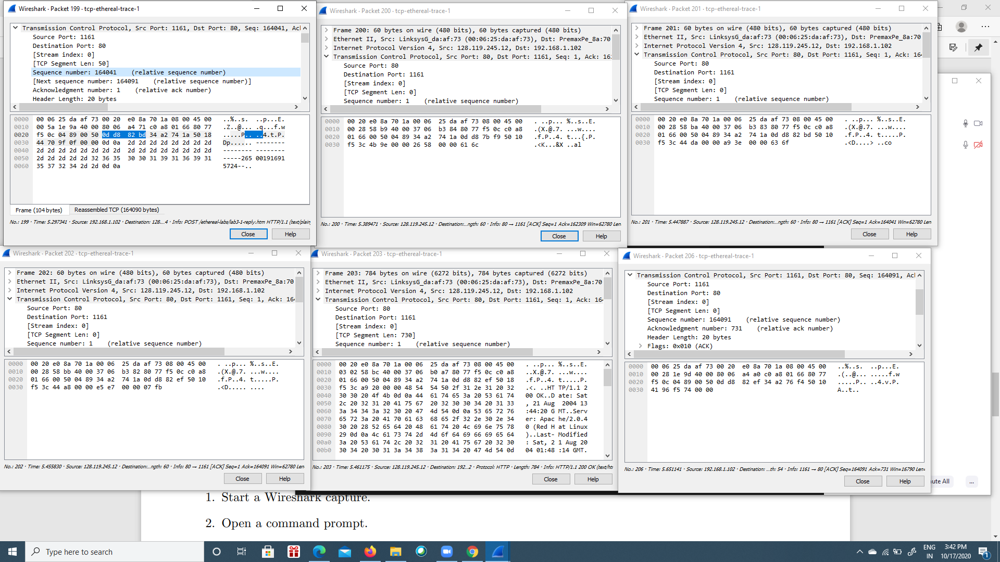 Wireshark · Packet 199 · tcp-ethereal-trace-1
Transmission Control Protocol, Src Port: 1161, Dst Port: 80, Seq: 164041, Ack
Source Port: 1161
Destination Port: 80
[Stream index: 0]
[TCP Segment Len: 50]
Sequence number: 164041    (relative sequence number)
[Next sequence number: 164091    (relative sequence number)]
Acknowledgment number: 1    (relative ack number)
Header Length: 20 bytes
0000 00 06 25 da af 73 00 20 e0 8a 70 1a 08 00 45 00 ..%..s. ..p...E.
0010 00 5a 1e 9a 40 00 80 06 a4 71 c0 a8 01 66 80 77 .Z..@... .q...f.w
0020 f5 0c 04 89 00 50 0d d8 82 bd 34 a2 74 1a 50 18 .....P.. ..4.t.P.
0030 44 70 9f 0f 00 00 0d 0a 2d 2d 2d 2d 2d 2d 2d 2d Dp...... --------
0040 2d 2d 2d 2d 2d 2d 2d 2d 2d 2d 2d 2d 2d 2d 2d 2d -------- --------
0050 2d 2d 2d 2d 2d 32 36 35 30 30 31 39 31 36 39 31 -----265 00191691
0060 35 37 32 34 2d 2d 0d 0a 5724--..
Frame (104 bytes) Reassembled TCP (164090 bytes)
No.: 199 · Time: 5.297341 · Source: 192.168.1.102 · Destination: 128....4 · Info: POST /ethereal-labs/lab3-1-reply.htm HTTP/1.1 (text/plain
Close Help
Wireshark · Packet 200 · tcp-ethereal-trace-1
Frame 200: 60 bytes on wire (480 bits), 60 bytes captured (480 bits)
Ethernet II, Src: LinksysG_da:af:73 (00:06:25:da:af:73), Dst: PremaxPe_8a:70
Internet Protocol Version 4, Src: 128.119.245.12, Dst: 192.168.1.102
Transmission Control Protocol, Src Port: 80, Dst Port: 1161, Seq: 1, Ack: 16
Source Port: 80
Destination Port: 1161
[Stream index: 0]
[TCP Segment Len: 0]
Sequence number: 1    (relative sequence number)
0000 00 20 e0 8a 70 1a 00 06 25 da af 73 08 00 45 00 . ..p... %..s..E.
0010 00 28 58 b9 40 00 37 06 b3 84 80 77 f5 0c c0 a8 .(X.@.7. ...w....
0020 01 66 00 50 04 89 34 a2 74 1a 0d d8 7b f9 50 10 .f.P..4. t...{.P.
0030 f5 3c 4b 9e 00 00 26 58 00 00 61 6c .<K...&X ..al
No.: 200 · Time: 5.389471 · Source: 128.119.245.12 · Destination:...ngth: 60 · Info: 80 → 1161 [ACK] Seq=1 Ack=162309 Win=62780 Len
Close Help
Wireshark · Packet 201 · tcp-ethereal-trace-1
Frame 201: 60 bytes on wire (480 bits), 60 bytes captured (480 bits)
Ethernet II, Src: LinksysG_da:af:73 (00:06:25:da:af:73), Dst: PremaxPe_8a:70
Internet Protocol Version 4, Src: 128.119.245.12, Dst: 192.168.1.102
Transmission Control Protocol, Src Port: 80, Dst Port: 1161, Seq: 1, Ack: 164
Source Port: 80
Destination Port: 1161
[Stream index: 0]
[TCP Segment Len: 0]
Sequence number: 1    (relative sequence number)
0000 00 20 e0 8a 70 1a 00 06 25 da af 73 08 00 45 00 . ..p... %..s..E.
0010 00 28 58 ba 40 00 37 06 b3 83 80 77 f5 0c c0 a8 .(X.@.7. ...w....
0020 01 66 00 50 04 89 34 a2 74 1a 0d d8 82 bd 50 10 .f.P..4. t.....P.
0030 f5 3c 44 da 00 00 a9 3e 00 00 63 6f .<D....> ..co
No.: 201 · Time: 5.447887 · Source: 128.119.245.12 · Destination:...ngth: 60 · Info: 80 → 1161 [ACK] Seq=1 Ack=164041 Win=62780 Len
Close Help
Wireshark · Packet 202 · tcp-ethereal-trace-1
Frame 202: 60 bytes on wire (480 bits), 60 bytes captured (480 bits)
Ethernet II, Src: LinksysG_da:af:73 (00:06:25:da:af:73), Dst: PremaxPe_8a:70
Internet Protocol Version 4, Src: 128.119.245.12, Dst: 192.168.1.102
Transmission Control Protocol, Src Port: 80, Dst Port: 1161, Seq: 1, Ack: 164
Source Port: 80
Destination Port: 1161
[Stream index: 0]
[TCP Segment Len: 0]
Sequence number: 1    (relative sequence number)
0000 00 20 e0 8a 70 1a 00 06 25 da af 73 08 00 45 00 . ..p... %..s..E.
0010 00 28 58 bb 40 00 37 06 b3 82 80 77 f5 0c c0 a8 .(X.@.7. ...w....
0020 01 66 00 50 04 89 34 a2 74 1a 0d d8 82 ef 50 10 .f.P..4. t.....P.
0030 f5 3c 44 a8 00 00 e5 e7 00 00 07 fb .<D..... ....
No.: 202 · Time: 5.455830 · Source: 128.119.245.12 · Destination:...ngth: 60 · Info: 80 → 1161 [ACK] Seq=1 Ack=164091 Win=62780 Len
Close Help
Wireshark · Packet 203 · tcp-ethereal-trace-1
Frame 203: 784 bytes on wire (6272 bits), 784 bytes captured (6272 bits)
Ethernet II, Src: LinksysG_da:af:73 (00:06:25:da:af:73), Dst: PremaxPe_8a:70
Internet Protocol Version 4, Src: 128.119.245.12, Dst: 192.168.1.102
Transmission Control Protocol, Src Port: 80, Dst Port: 1161, Seq: 1, Ack: 164
Source Port: 80
Destination Port: 1161
[Stream index: 0]
[TCP Segment Len: 730]
Sequence number: 1    (relative sequence number)
0000 00 20 e0 8a 70 1a 00 06 25 da af 73 08 00 45 00 . ..p... %..s..E.
0010 03 02 58 bc 40 00 37 06 b0 a7 80 77 f5 0c c0 a8 ..X.@.7. ...w....
0020 01 66 00 50 04 89 34 a2 74 1a 0d d8 82 ef 50 18 .f.P..4. t.....P.
0030 f5 3c a9 20 00 00 48 54 54 50 2f 31 2e 31 20 32 .<. ..HT TP/1.1 2
0040 30 30 20 4f 4b 0d 0a 44 61 74 65 3a 20 53 61 74 00 OK..D ate: Sat
0050 2c 20 32 31 20 41 75 67 20 32 30 30 34 20 31 33 , 21 Aug  2004 13
0060 3a 34 34 3a 32 30 20 47 4d 54 0d 0a 53 65 72 76 :44:20 G MT..Serv
0070 65 72 3a 20 41 70 61 63 68 65 2f 32 2e 30 2e 34 er: Apac he/2.0.4
0080 30 20 28 52 65 64 20 48 61 74 20 4c 69 6e 75 78 0 (Red H at Linux
0090 29 0d 0a 4c 61 73 74 2d 4d 6f 64 69 66 69 65 64 )..Last- Modified
00a0 3a 20 53 61 74 2c 20 32 31 20 41 75 67 20 32 30 : Sat, 2 1 Aug 20
00b0 30 34 20 30 31 3a 34 38 3a 31 34 20 47 4d 54 0d 04 01:48 :14 GMT.
No.: 203 · Time: 5.461175 · Source: 128.119.245.12 · Destination: 192...2 · Protocol: HTTP · Length: 784 · Info: HTTP/1.1 200 OK (text/ht
Close Help
Wireshark · Packet 206 · tcp-ethereal-trace-1
Transmission Control Protocol, Src Port: 1161, Dst Port: 80, Seq: 164091, Ack
Source Port: 1161
Destination Port: 80
[Stream index: 0]
[TCP Segment Len: 0]
Sequence number: 164091    (relative sequence number)
Acknowledgment number: 731    (relative ack number)
Header Length: 20 bytes
Flags: 0x010 (ACK)
0000 00 06 25 da af 73 00 20 e0 8a 70 1a 08 00 45 00 ..%..s. ..p...E.
0010 00 28 1e 9d 40 00 80 06 a4 a0 c0 a8 01 66 80 77 .(..@... .....f.w
0020 f5 0c 04 89 00 50 0d d8 82 ef 34 a2 76 f4 50 10 .....P.. ..4.v.P.
0030 41 96 f5 74 00 00 A..t..
No.: 206 · Time: 5.651141 · Source: 192.168.1.102 · Destination: ...th: 54 · Info: 1161 → 80 [ACK] Seq=164091 Ack=731 Win=16790 Len=
Close Help
ute All ...
1. Start a Wireshark capture.
2. Open a command prompt.
Type here to search
ENG
IN
3:42 PM
10/17/2020
1